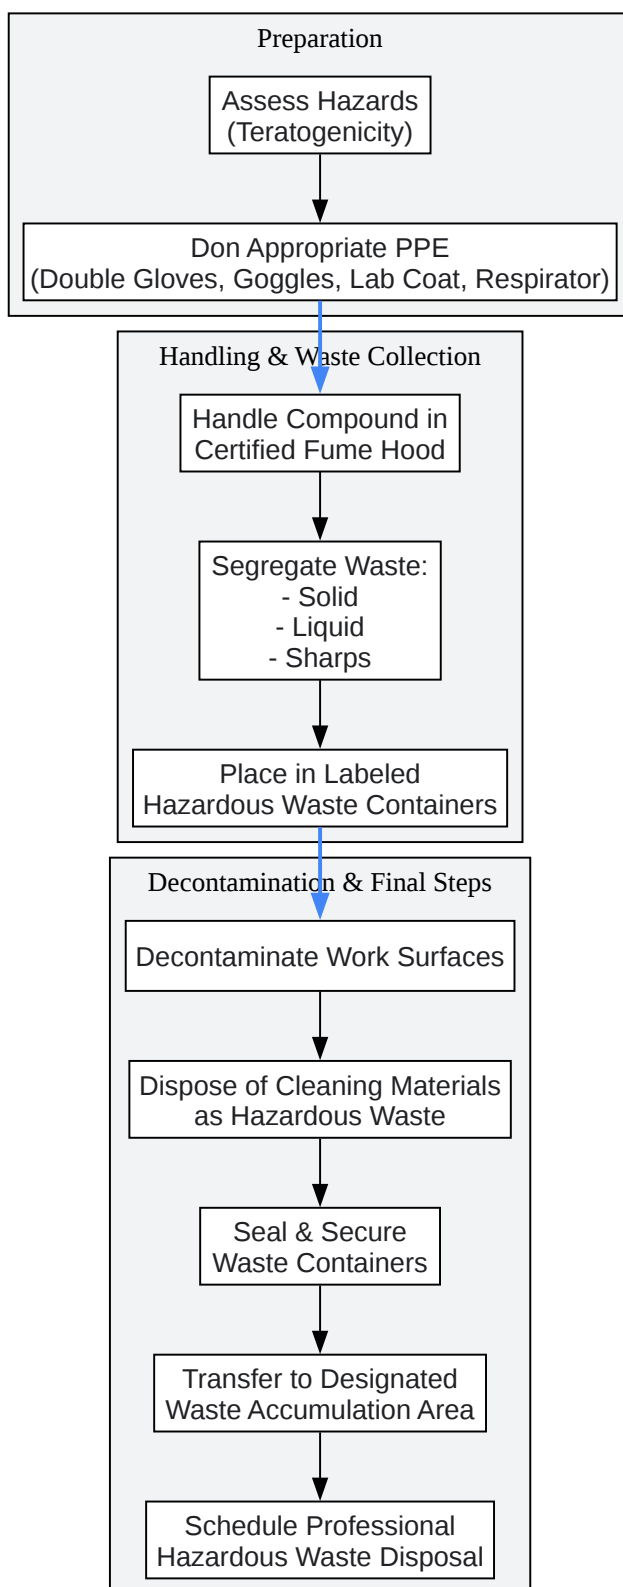 Preparation
Assess Hazards
(Teratogenicity)
Don Appropriate PPE
(Double Gloves, Goggles, Lab Coat, Respirator)
Handling & Waste Collection
Handle Compound in
Certified Fume Hood
Segregate Waste:
- Solid
- Liquid
- Sharps
Place in Labeled
Hazardous Waste Containers
Decontamination & Final Steps
Decontaminate Work Surfaces
Dispose of Cleaning Materials
as Hazardous Waste
Seal & Secure
Waste Containers
Transfer to Designated
Waste Accumulation Area
Schedule Professional
Hazardous Waste Disposal